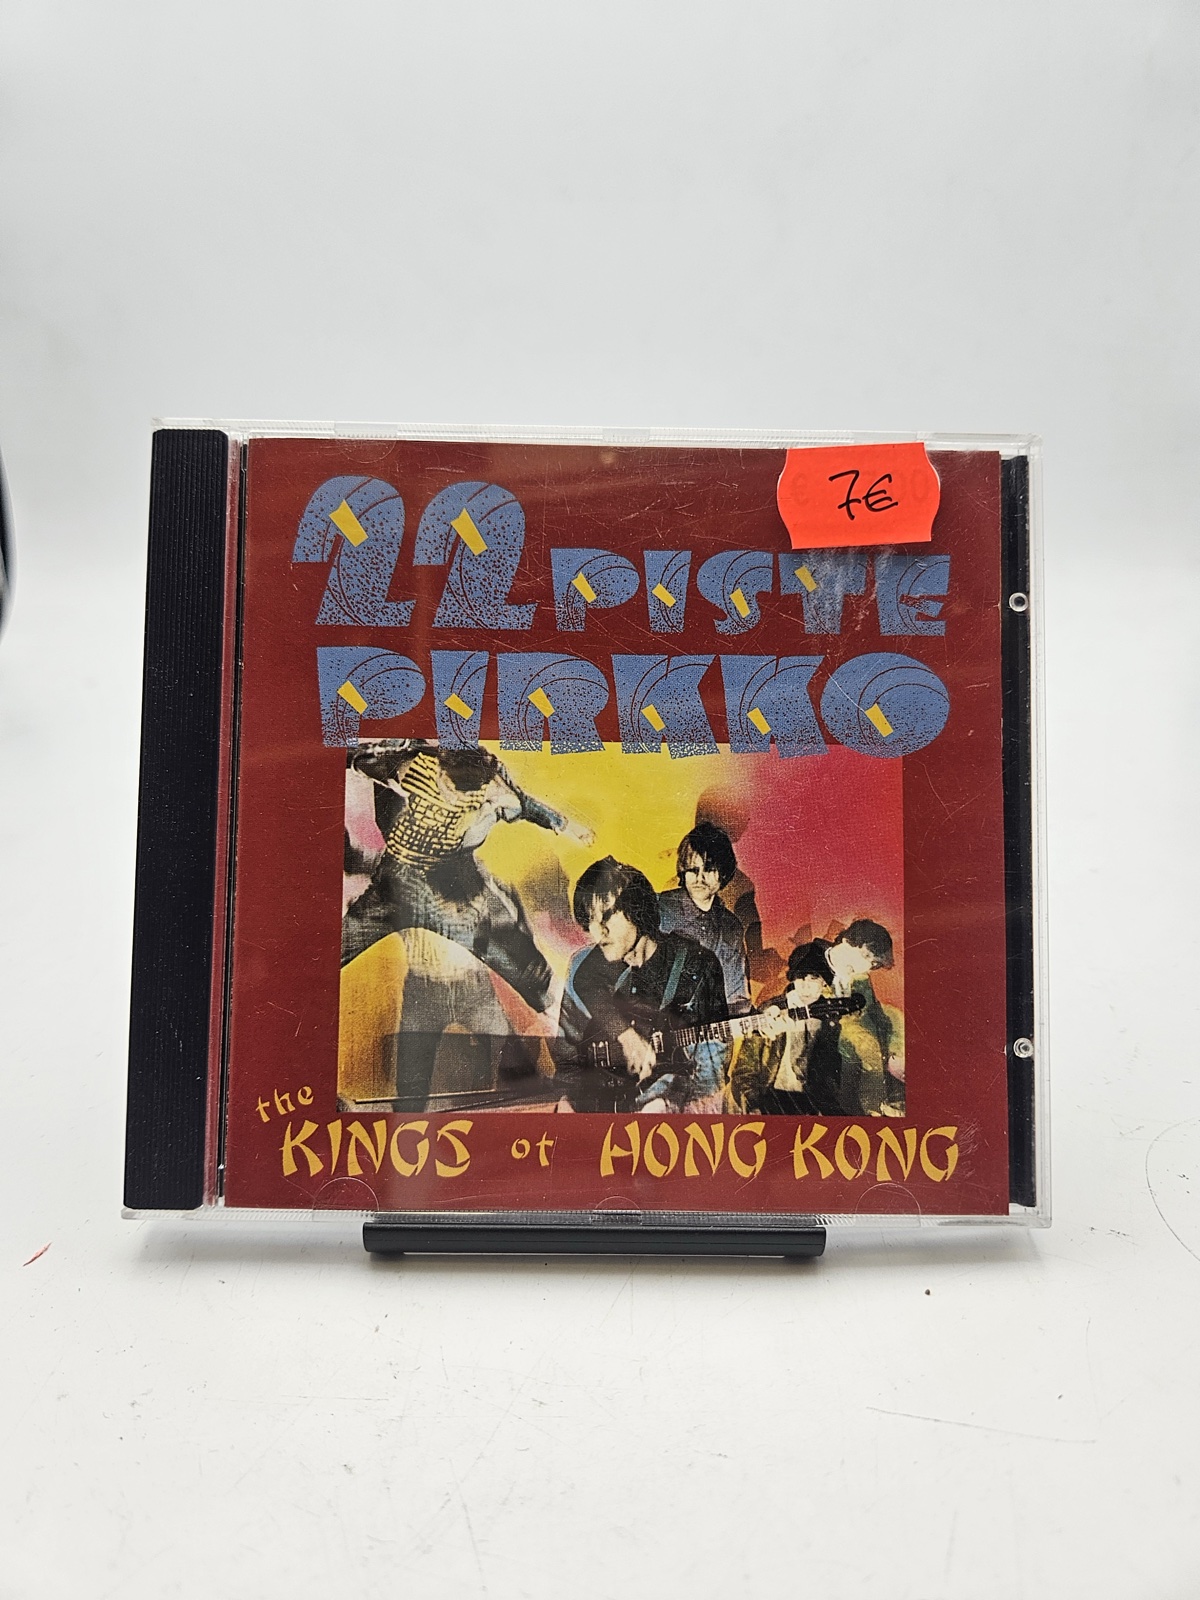 7€
22 PISTE
PIRKKO
the
KINGS of HONG KONG